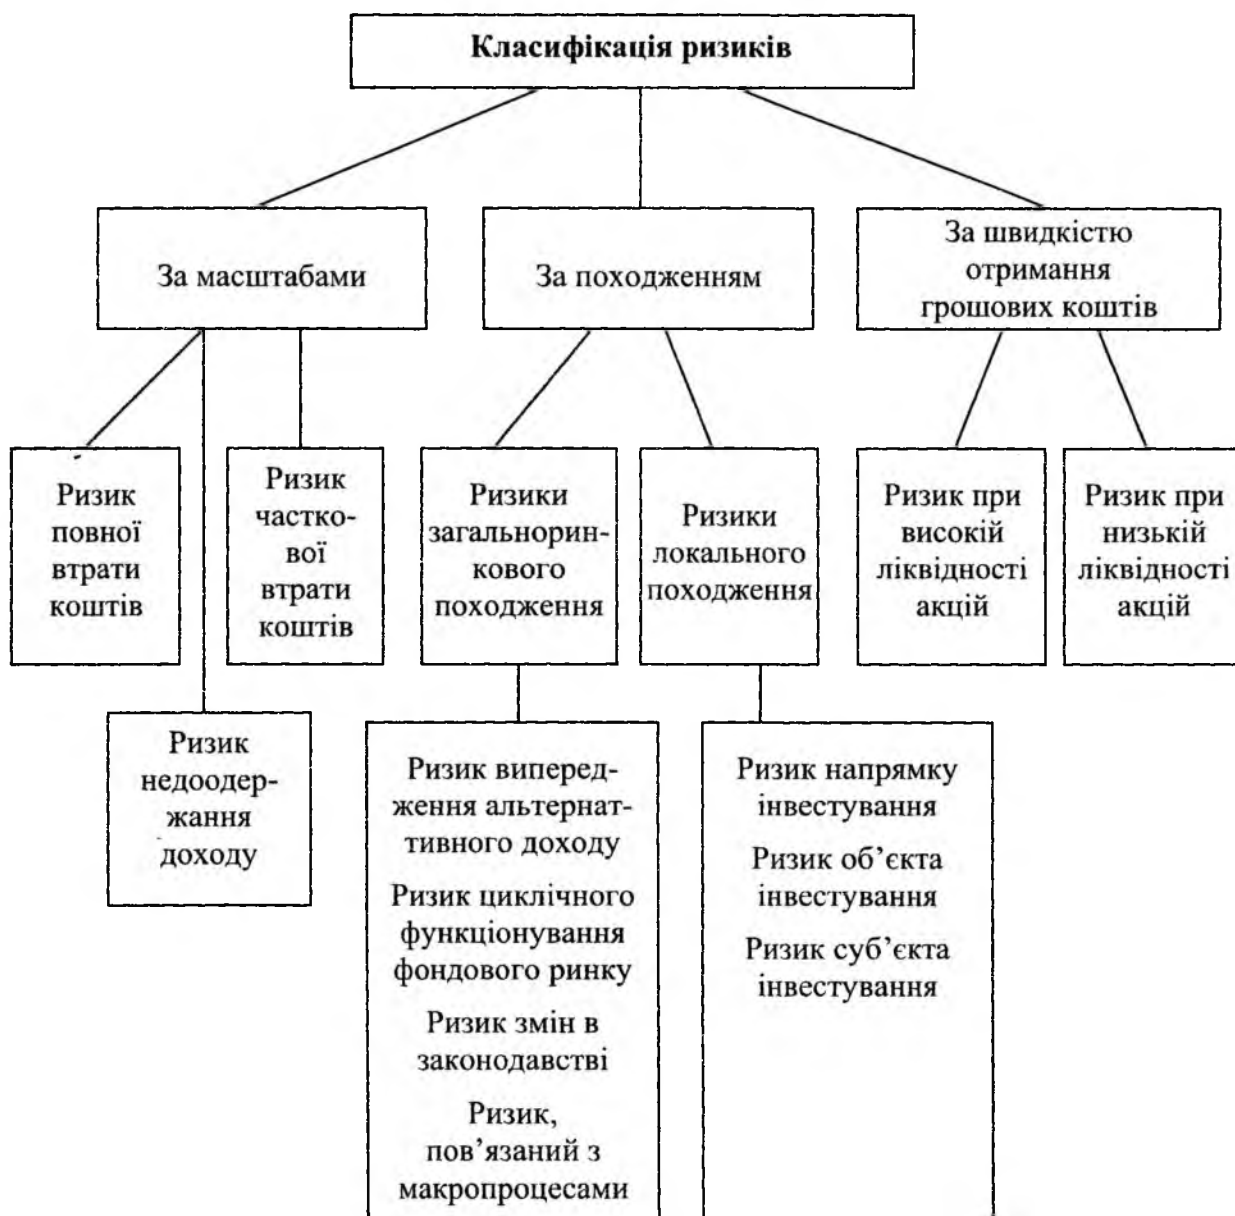 Класифікація ризиків
За масштабами
За походженням
За швидкістю
отримання
грошових коштів
Ризик
повної
втрати
коштів
Ризик
частко-
вої
втрати
коштів
Ризики
загальнорин-
кового
походження
Ризики
локального
походження
Ризик при
високій
ліквідності
акцій
Ризик при
низькій
ліквідності
акцій
Ризик
недоодер-
жання
доходу
Ризик виперед-
ження альтернат-
тивного доходу
Ризик циклічного
функціонування
фондового ринку
Ризик змін в
законодавстві
Ризик,
пов’язаний з
макропроцесами
Ризик напрямку
інвестування
Ризик об’єкта
інвестування
Ризик суб’єкта
інвестування